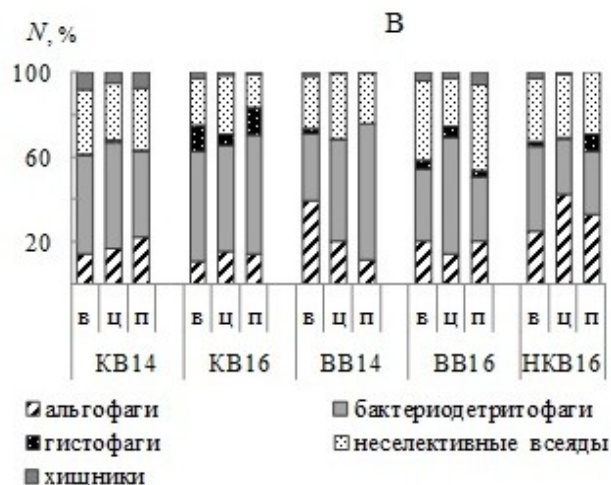 N, %
В
100
60
20
в ц п в ц п в ц п в ц п в ц п
КВ14 КВ16 ВВ14 ВВ16 НКВ16
альгофаги бактериодетритофаги
гистофаги неселективные всеяды
хищники